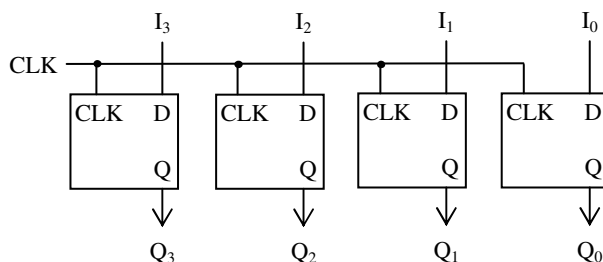 I₃ I₂ I₁ I₀
CLK
CLK D CLK D CLK D CLK D
Q Q Q Q
Q₃ Q₂ Q₁ Q₀